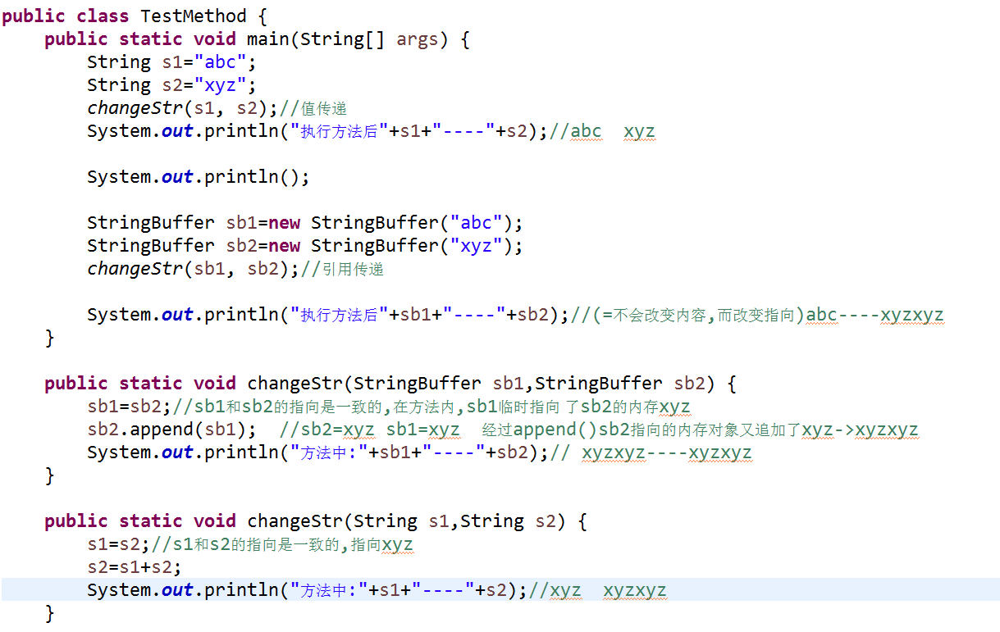 public class TestMethod {
public static void main(String[] args) {
String s1="abc";
String s2="xyz";
changeStr(s1, s2);//值传递
System.out.println("执行方法后"+s1+"----"+s2);//abc  xyz
System.out.println();
StringBuffer sb1=new StringBuffer("abc");
StringBuffer sb2=new StringBuffer("xyz");
changeStr(sb1, sb2);//引用传递
System.out.println("执行方法后"+sb1+"----"+sb2);//(=不会改变内容,而改变指向)abc----xyzxyz
}
public static void changeStr(StringBuffer sb1,StringBuffer sb2) {
sb1=sb2;//sb1和sb2的指向是一致的,在方法内,sb1临时指向 了sb2的内存xyz
sb2.append(sb1);  //sb2=xyz sb1=xyz  经过append()sb2指向的内存对象又追加了xyz->xyzxyz
System.out.println("方法中:"+sb1+"----"+sb2);// xyzxyz----xyzxyz
}
public static void changeStr(String s1,String s2) {
s1=s2;//s1和s2的指向是一致的,指向xyz
s2=s1+s2;
System.out.println("方法中:"+s1+"----"+s2);//xyz  xyzxyz
}